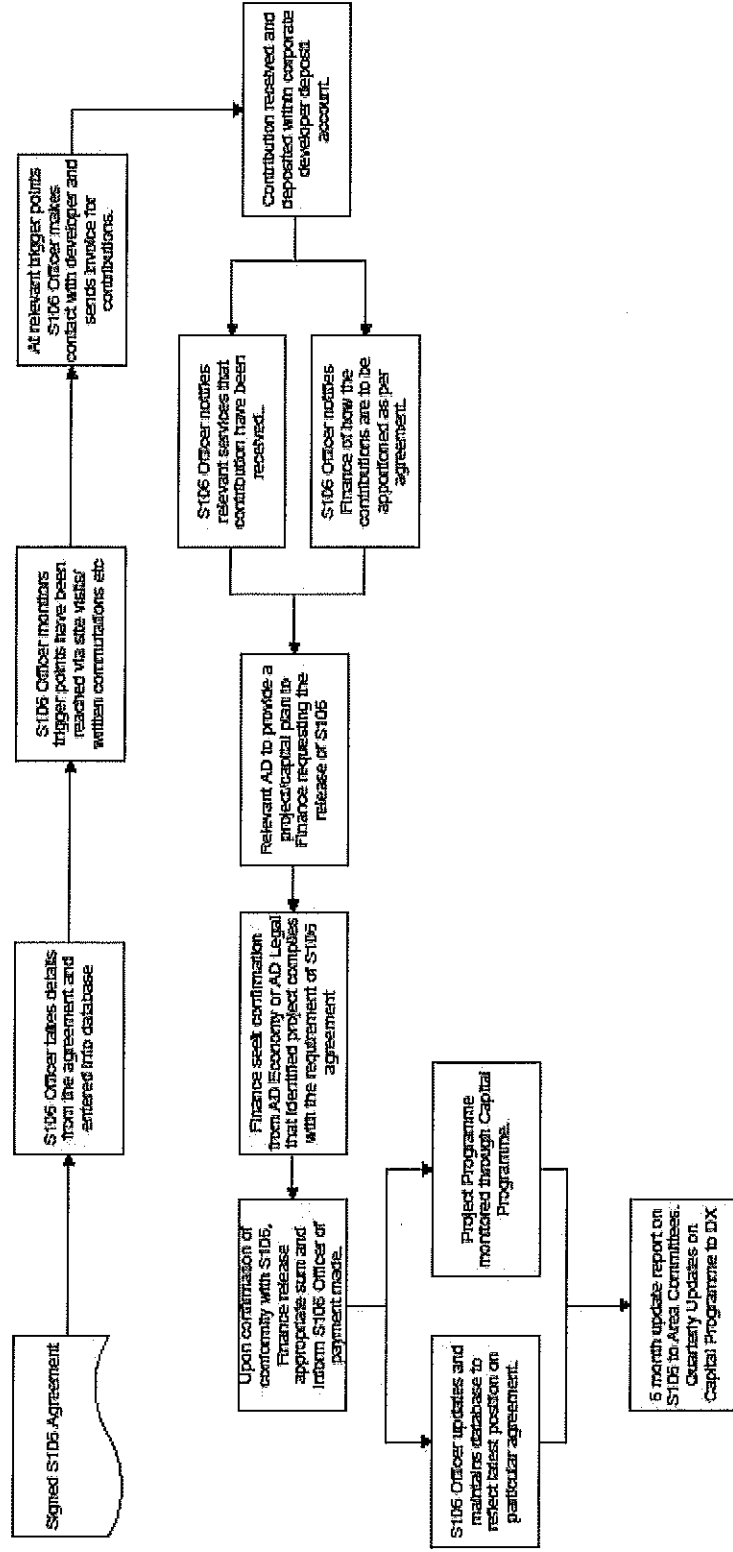 Signed S106 Agreement
S106 Officer takes details
from the agreement and
entered into database
S106 Officer monitors
trigger points have been
reached via site visits/
written commutations etc
At relevant trigger points
S106 Officer makes
contact with developer and
sends invoice for
contributions.
Contribution received and
deposited within corporate
developer deposit
account.
S106 Officer notifies
relevant services that
contribution have been
received..
S106 Officer notifies
Finance of how the
contributions are to be
apportioned as per
agreement.
Relevant AD to provide a
project/capital plan to
Finance requesting the
release of S106
Finance seek confirmation
from AD Economy or AD Legal
that identified project complies
with the requirement of S106
agreement
Upon confirmation of
conformity with S106,
Finance release
appropriate sum and
inform S106 Officer of
payment made.
S106 Officer updates and
maintains database to
reflect latest position on
particular agreement.
Project Programme
monitored through Capital
Programme.
6 month update report on
S106 to Area Committees.
Quarterly Updates on
Capital Programme to DX